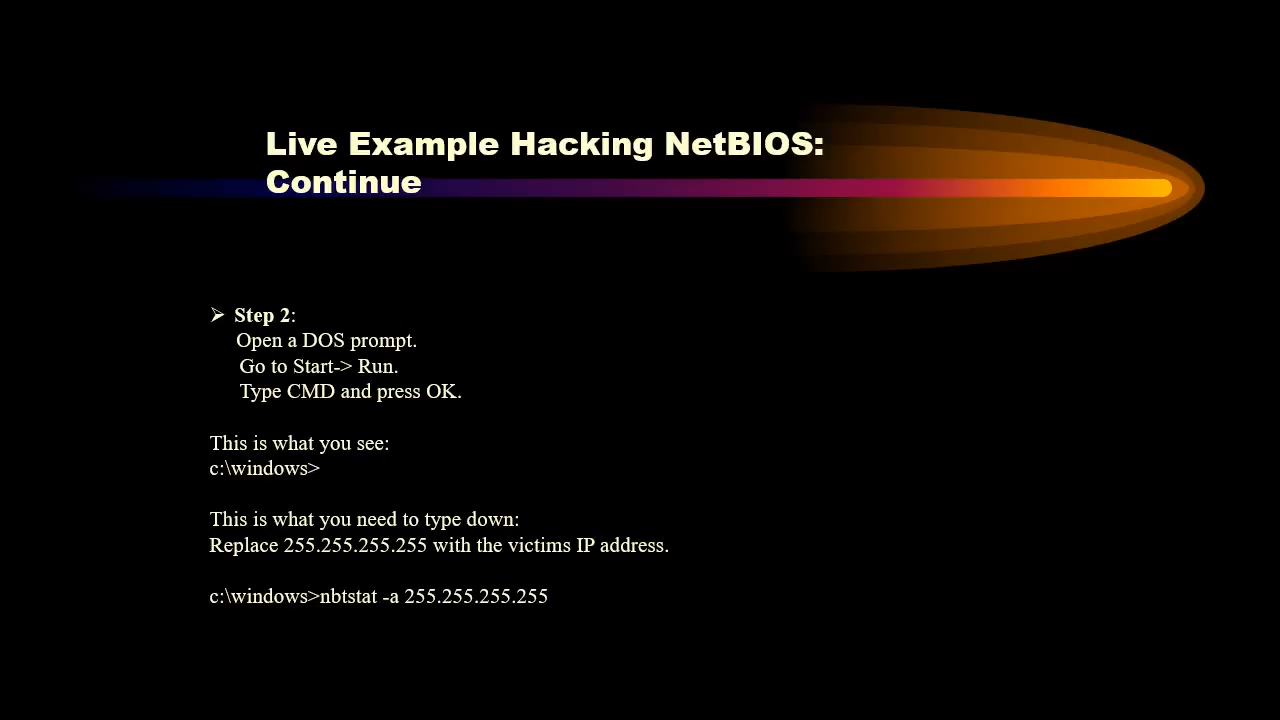 Live Example Hacking NetBIOS:
Continue
➢ Step 2:
Open a DOS prompt.
Go to Start-> Run.
Type CMD and press OK.
This is what you see:
c:\windows>
This is what you need to type down:
Replace 255.255.255.255 with the victims IP address.
c:\windows>nbtstat -a 255.255.255.255